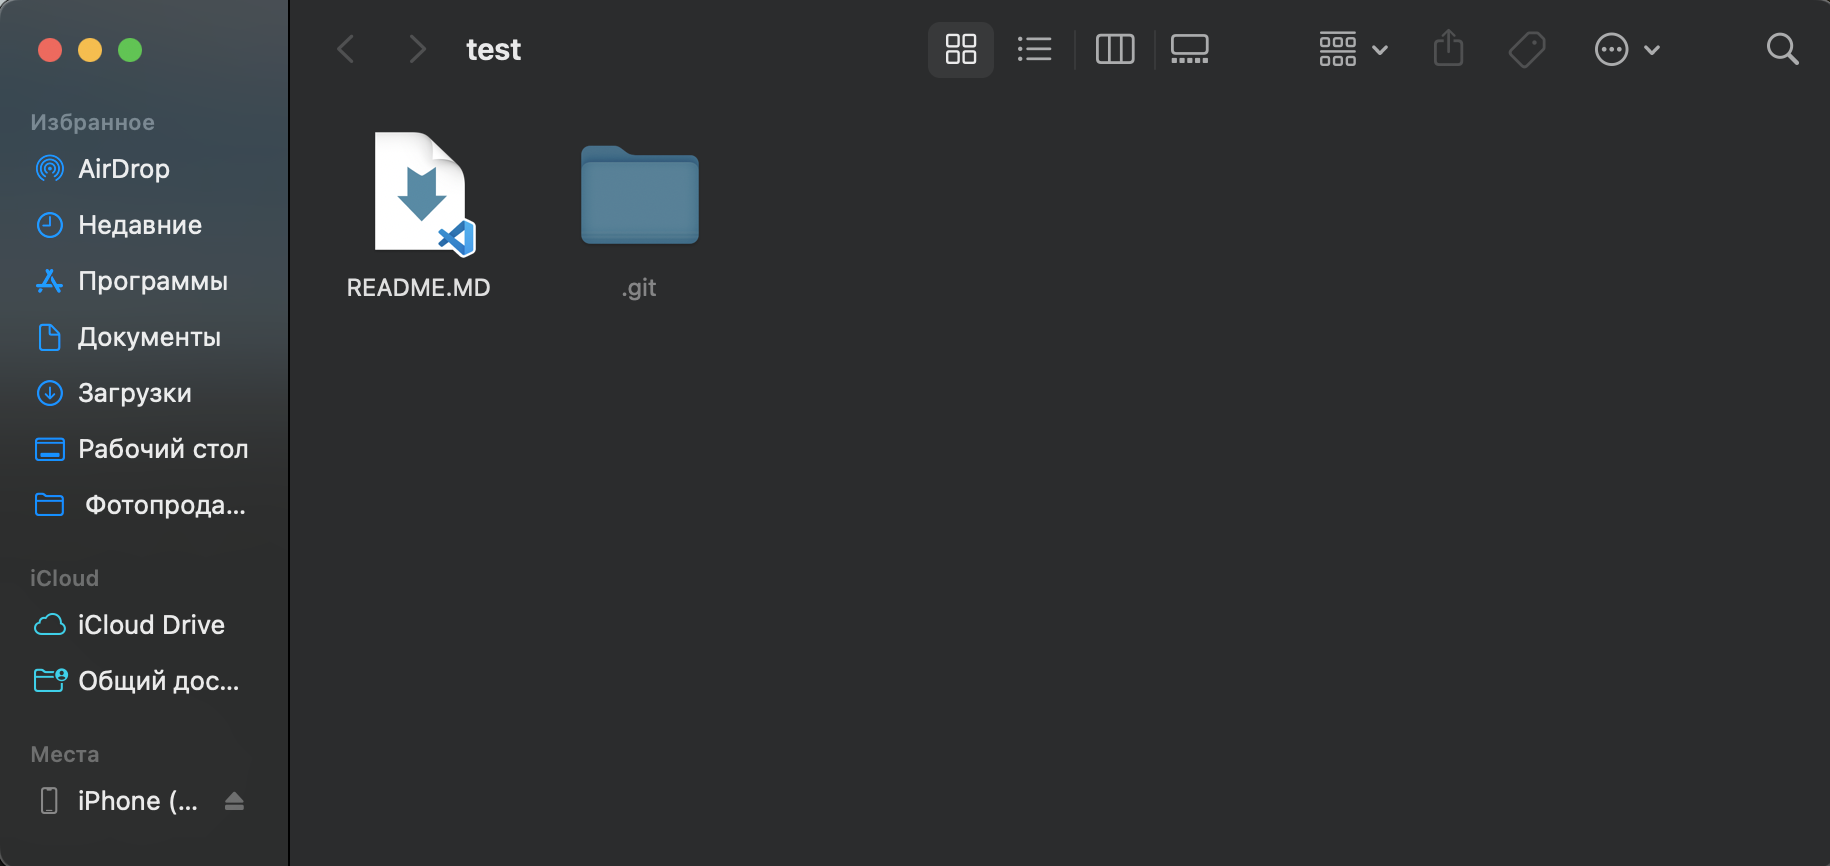 test
Избранное
AirDrop
Недавние
Программы
Документы
Загрузки
Рабочий стол
Фотопрода...
iCloud
iCloud Drive
Общий дос...
Места
iPhone (...
README.MD
.git